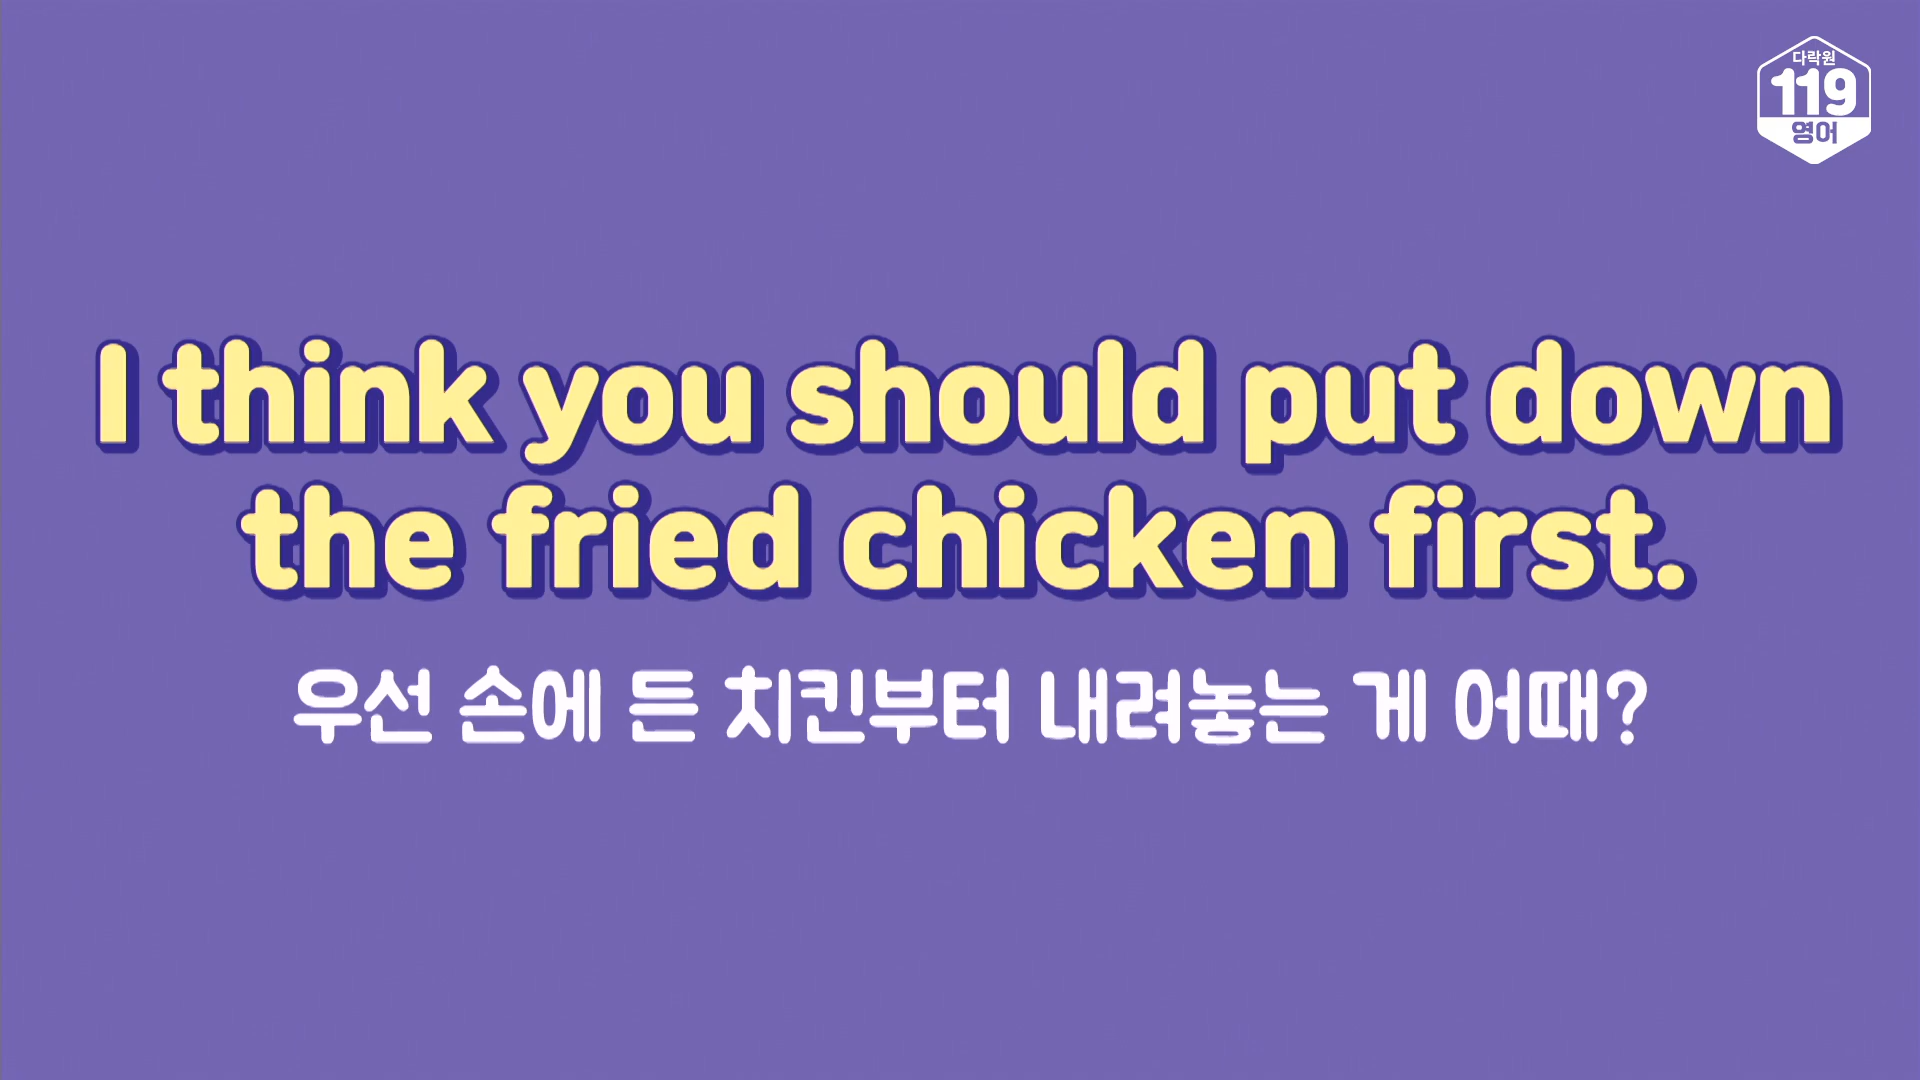 다락원
119
영어
I think you should put down
the fried chicken first.
우선 손에 든 치킨부터 내려놓는 게 어때?